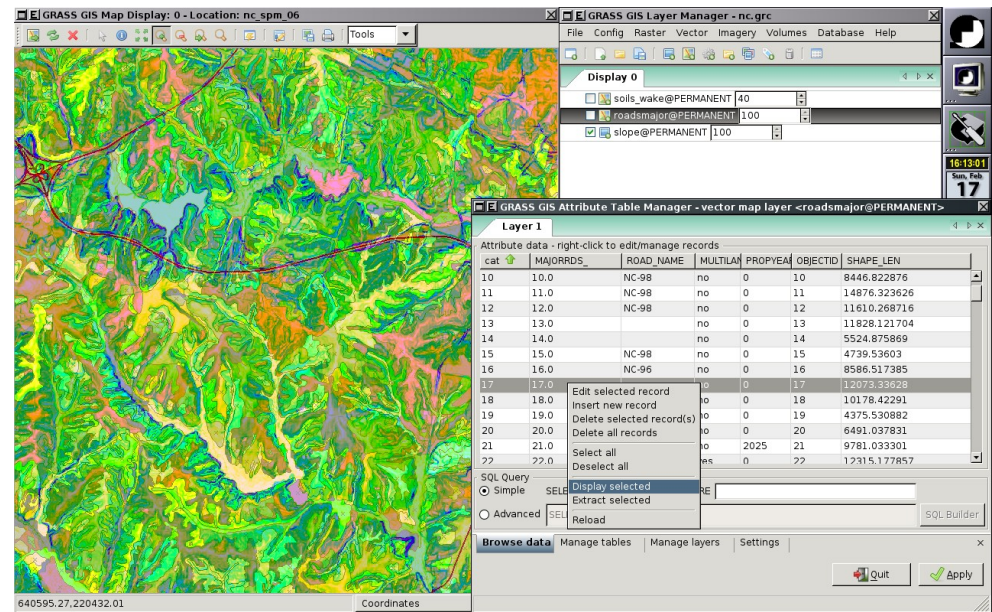 GRASS GIS Map Display: 0 - Location: nc_spm_06
Tools
640595.27,220432.01
Coordinates
GRASS GIS Layer Manager - nc.grc
File Config Raster Vector Imagery Volumes Database Help
Display 0
soils_wake@PERMANENT 40
roadsmajor@PERMANENT 100
slope@PERMANENT 100
16:13:01
Sun, Feb
17
GRASS GIS Attribute Table Manager - vector map layer <roadsmajor@PERMANENT>
Layer 1
Attribute data - right-click to edit/manage records
cat MAJORRDS_ ROAD_NAME MULTILAN PROPYEAR OBJECTID SHAPE_LEN
10 10.0 NC-98 no 0 10 8446.822876
11 11.0 NC-98 no 0 11 14876.323626
12 12.0 NC-98 no 0 12 11610.268716
13 13.0 no 0 13 11828.121704
14 14.0 no 0 14 5524.875869
15 15.0 NC-98 no 0 15 4739.53603
16 16.0 NC-96 no 0 16 8586.517385
17 17.0 no 0 17 12073.33628
18 18.0 no 0 18 10178.42291
19 19.0 no 0 19 4375.530882
20 20.0 no 0 20 6491.037831
21 21.0 no 2025 21 9781.033301
22 22.0 yes 0 22 12315.177857
Edit selected record
Insert new record
Delete selected record(s)
Delete all records
Select all
Deselect all
Display selected
Extract selected
Reload
SQL Query
Simple SELE RE
Advanced SEL SQL Builder
Browse data Manage tables Manage layers Settings
Quit Apply